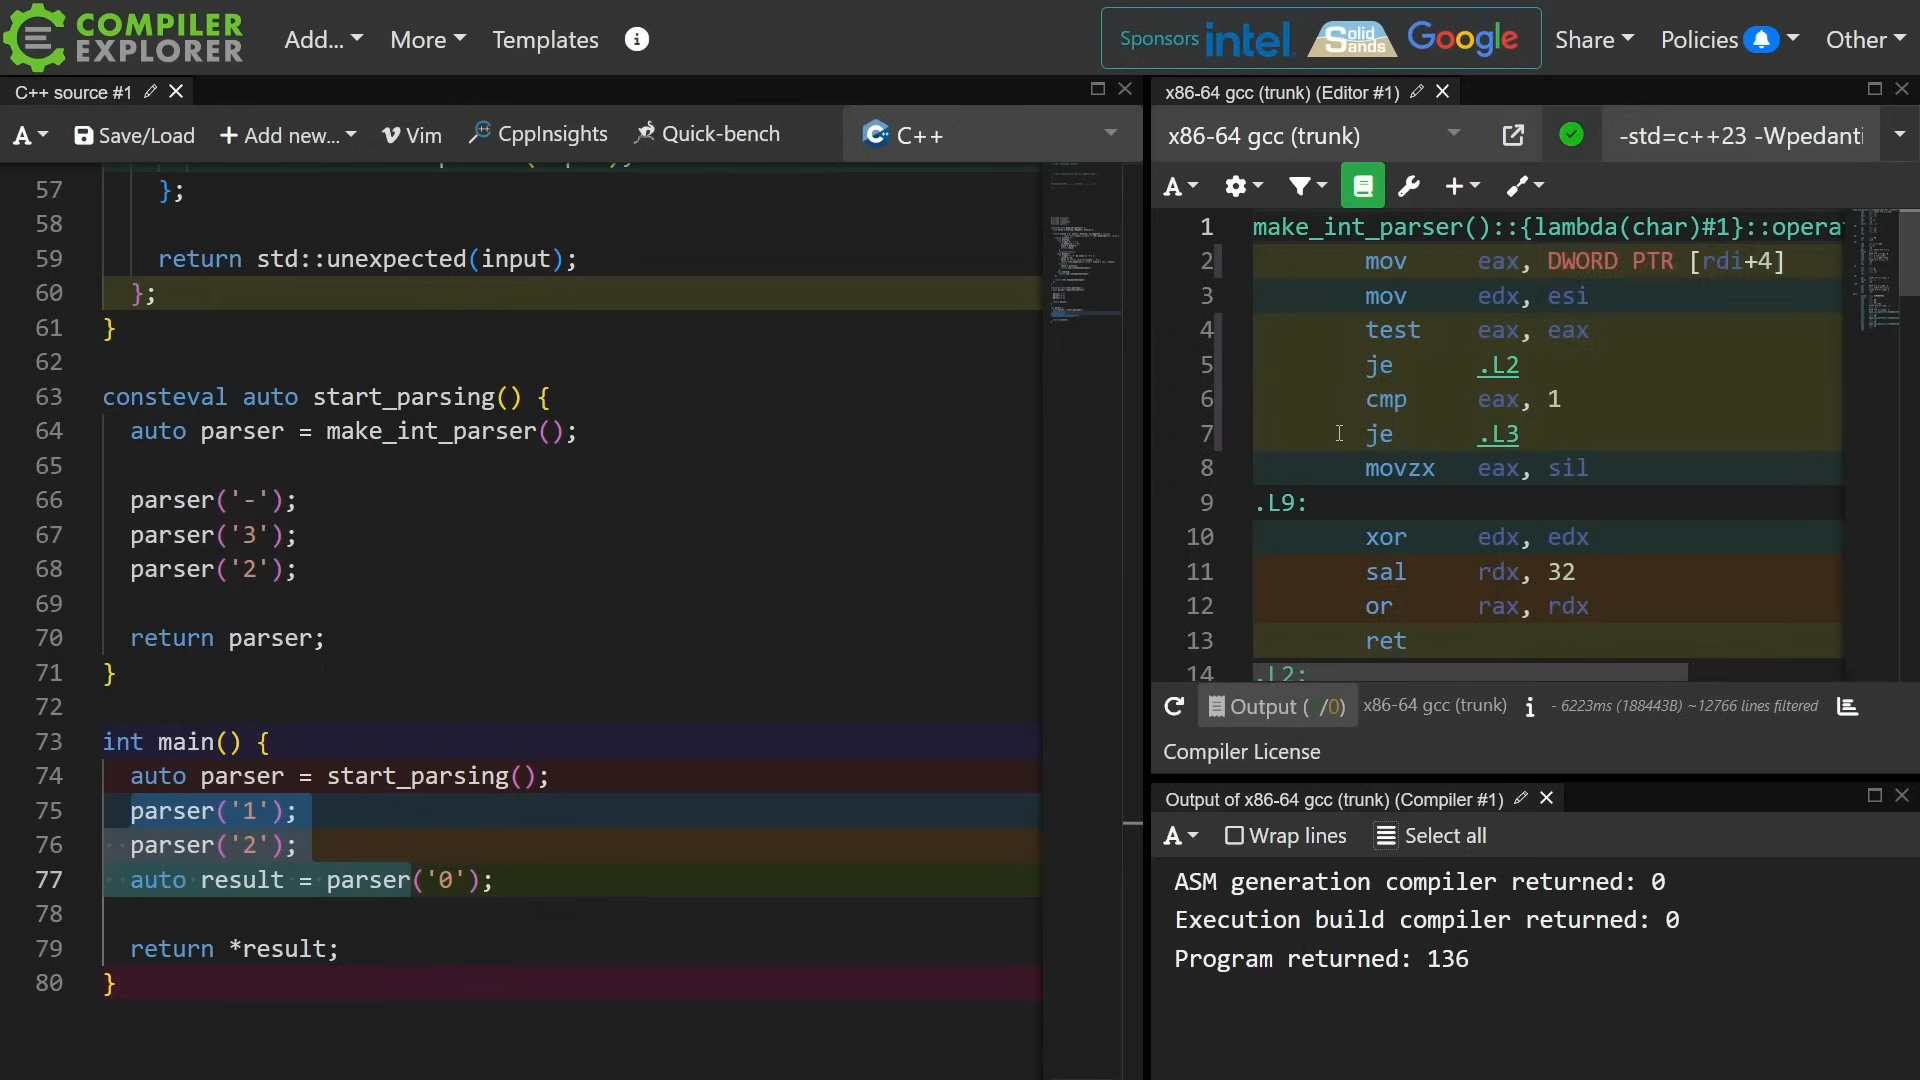 COMPILER
EXPLORER
Add...
More
Templates
Sponsors intel. Solid Sands Google
Share
Policies
Other
C++ source #1
A
Save/Load
Add new...
Vim
CppInsights
Quick-bench
C++
57 };
58
59 return std::unexpected(input);
60 };
61 }
62
63 consteval auto start_parsing() {
64 auto parser = make_int_parser();
65
66 parser('-');
67 parser('3');
68 parser('2');
69
70 return parser;
71 }
72
73 int main() {
74 auto parser = start_parsing();
75 parser('1');
76 parser('2');
77 auto result = parser('0');
78
79 return *result;
80 }
x86-64 gcc (trunk) (Editor #1)
x86-64 gcc (trunk)
-std=c++23 -Wpedanti
A
1 make_int_parser()::{lambda(char)#1}::opera
2 mov eax, DWORD PTR [rdi+4]
3 mov edx, esi
4 test eax, eax
5 je .L2
6 cmp eax, 1
7 je .L3
8 movzx eax, sil
9 .L9:
10 xor edx, edx
11 sal rdx, 32
12 or rax, rdx
13 ret
14 .L2:
Output ( /0) x86-64 gcc (trunk) i - 6223ms (188443B) ~12766 lines filtered
Compiler License
Output of x86-64 gcc (trunk) (Compiler #1)
A
Wrap lines
Select all
ASM generation compiler returned: 0
Execution build compiler returned: 0
Program returned: 136